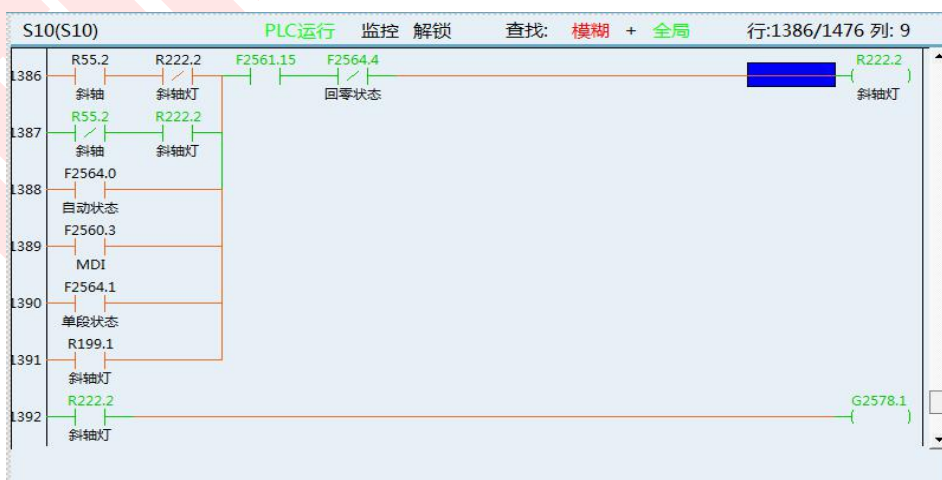 S10(S10) PLC运行 监控 解锁 查找: 模糊 + 全局 行:1386/1476 列: 9
R55.2 R222.2 F2561.15 F2564.4 R222.2
1386
斜轴 斜轴灯 回零状态 斜轴灯
R55.2 R222.2
1387
斜轴 斜轴灯
F2564.0
1388
自动状态
F2560.3
1389
MDI
F2564.1
1390
单段状态
R199.1
1391
斜轴灯
R222.2 G2578.1
1392
斜轴灯